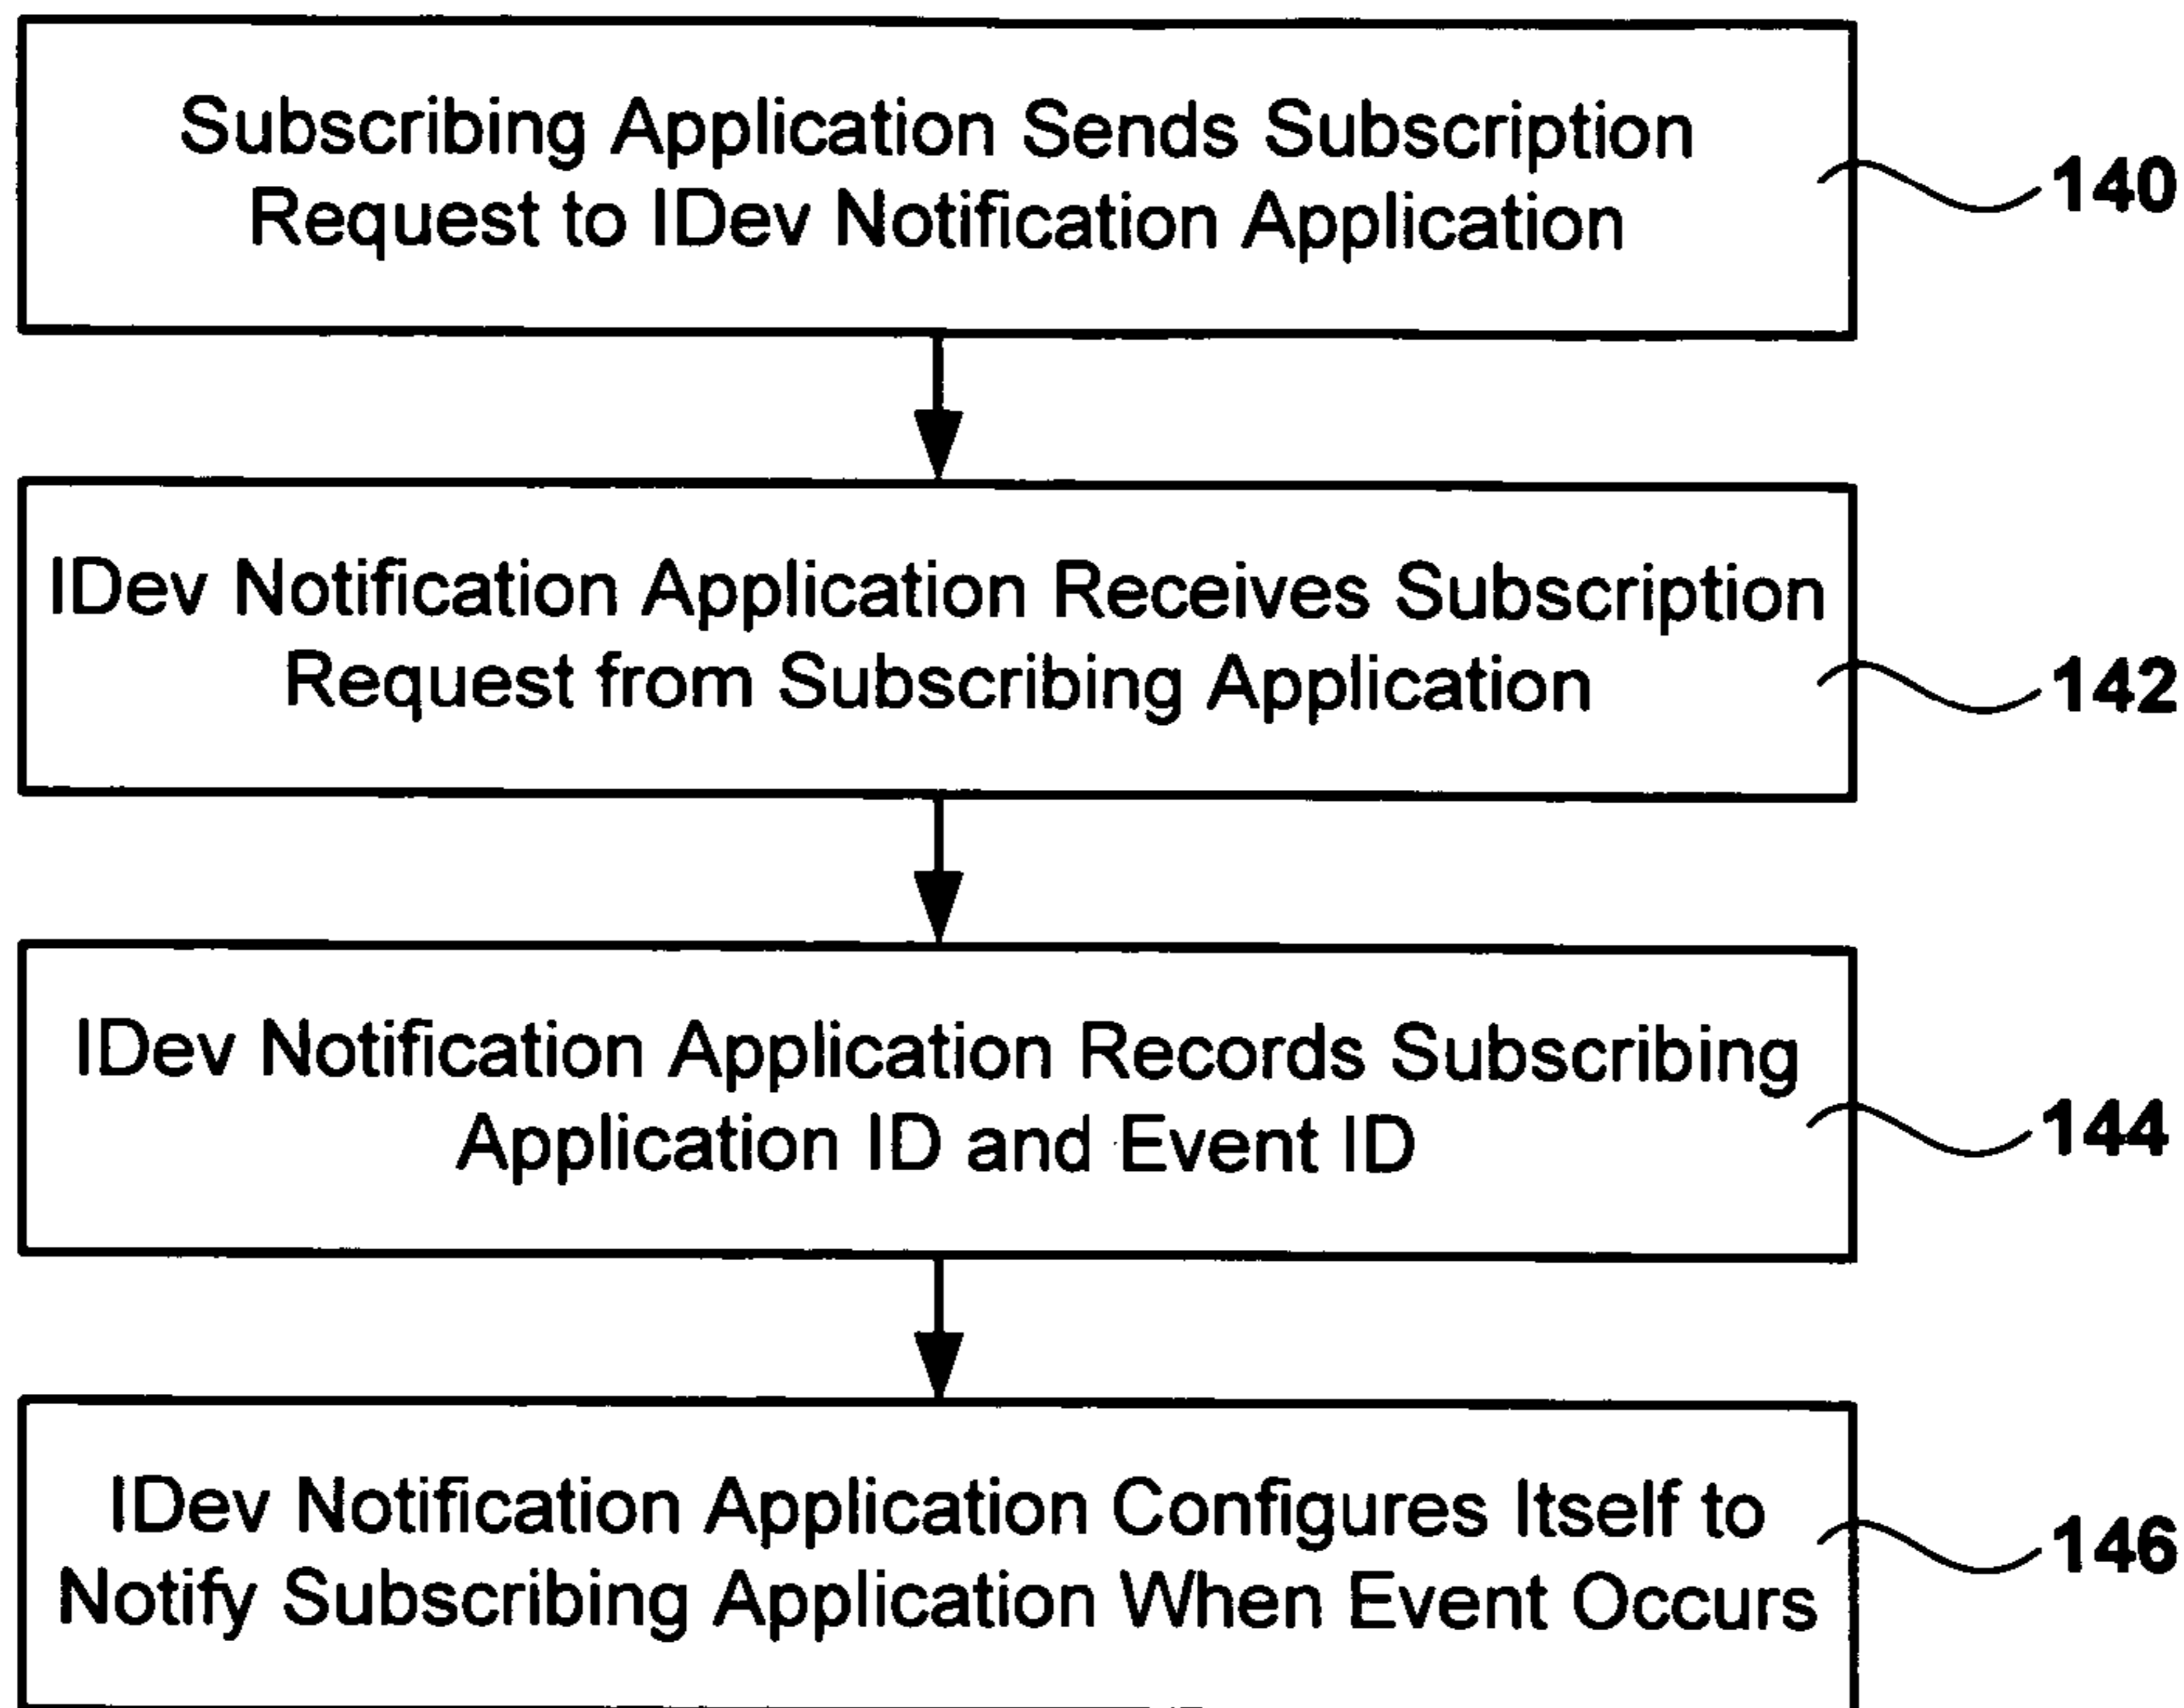 Subscribing Application Sends Subscription
Request to IDev Notification Application
140
IDev Notification Application Receives Subscription
Request from Subscribing Application
142
IDev Notification Application Records Subscribing
Application ID and Event ID
144
IDev Notification Application Configures Itself to
Notify Subscribing Application When Event Occurs
146